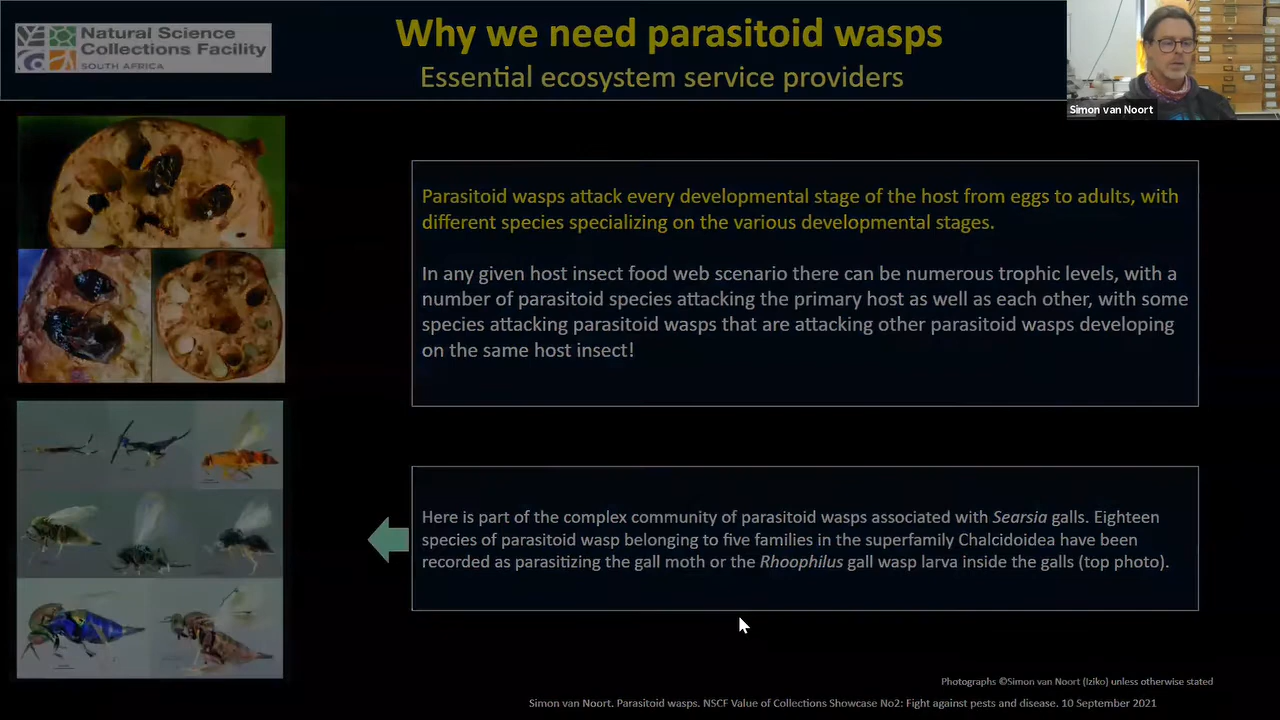 Natural Science
Collections Facility
SOUTH AFRICA
Why we need parasitoid wasps
Essential ecosystem service providers
Simon van Noort
Parasitoid wasps attack every developmental stage of the host from eggs to adults, with
different species specializing on the various developmental stages.
In any given host insect food web scenario there can be numerous trophic levels, with a
number of parasitoid species attacking the primary host as well as each other, with some
species attacking parasitoid wasps that are attacking other parasitoid wasps developing
on the same host insect!
Here is part of the complex community of parasitoid wasps associated with Searsia galls. Eighteen
species of parasitoid wasp belonging to five families in the superfamily Chalcidoidea have been
recorded as parasitizing the gall moth or the Rhoophilus gall wasp larva inside the galls (top photo).
Photographs ©Simon van Noort (Iziko) unless otherwise stated
Simon van Noort. Parasitoid wasps. NSCF Value of Collections Showcase No2: Fight against pests and disease. 10 September 2021